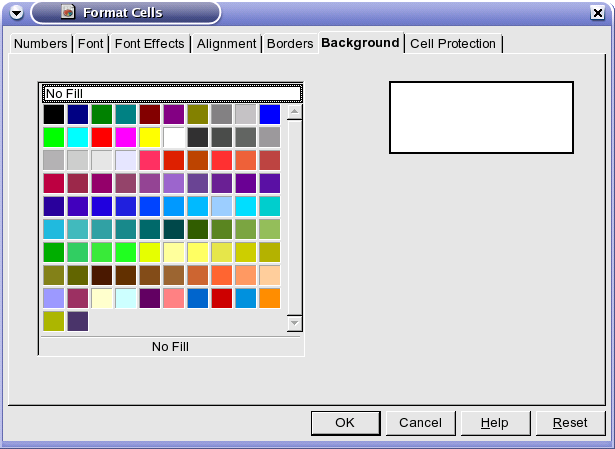 Format Cells
Numbers Font Font Effects Alignment Borders Background Cell Protection
No Fill
No Fill
OK Cancel Help Reset